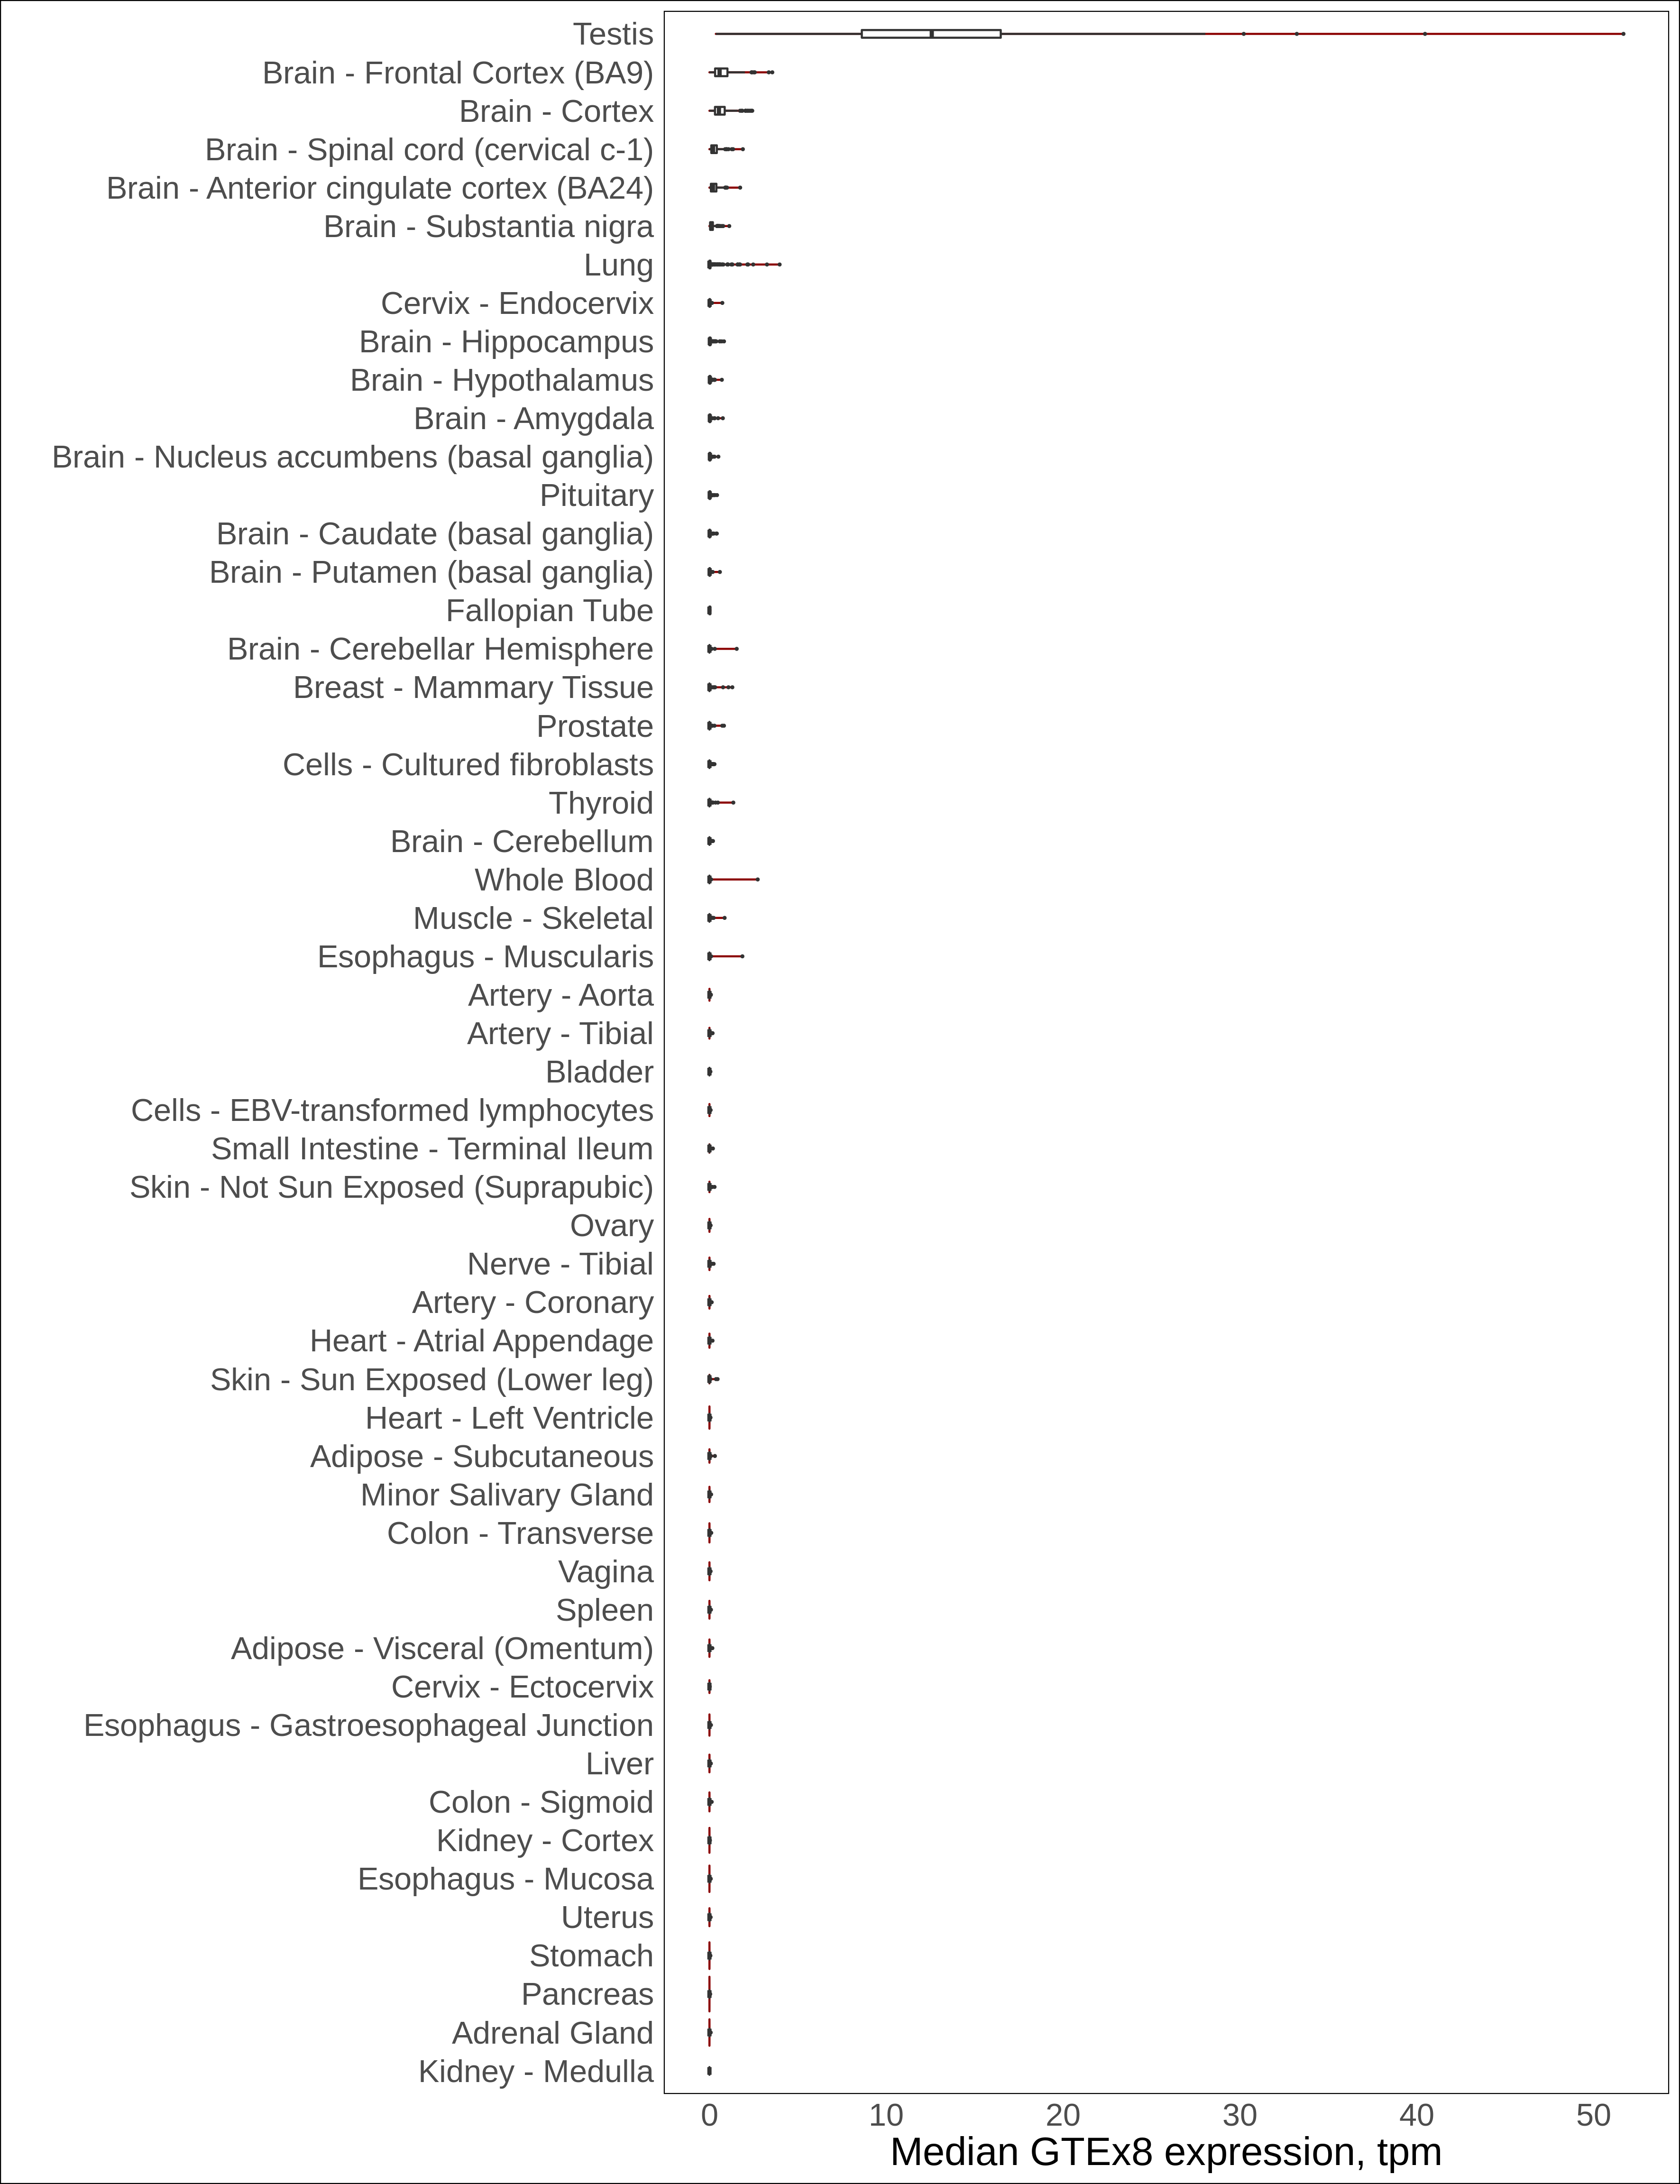 Testis
Brain - Frontal Cortex (BA9)
Brain - Cortex
Brain - Spinal cord (cervical c-1)
Brain - Anterior cingulate cortex (BA24)
Brain - Substantia nigra
Lung
Cervix - Endocervix
Brain - Hippocampus
Brain - Hypothalamus
Brain - Amygdala
Brain - Nucleus accumbens (basal ganglia)
Pituitary
Brain - Caudate (basal ganglia)
Brain - Putamen (basal ganglia)
Fallopian Tube
Brain - Cerebellar Hemisphere
Breast - Mammary Tissue
Prostate
Cells - Cultured fibroblasts
Thyroid
Brain - Cerebellum
Whole Blood
Muscle - Skeletal
Esophagus - Muscularis
Artery - Aorta
Artery - Tibial
Bladder
Cells - EBV-transformed lymphocytes
Small Intestine - Terminal Ileum
Skin - Not Sun Exposed (Suprapubic)
Ovary
Nerve - Tibial
Artery - Coronary
Heart - Atrial Appendage
Skin - Sun Exposed (Lower leg)
Heart - Left Ventricle
Adipose - Subcutaneous
Minor Salivary Gland
Colon - Transverse
Vagina
Spleen
Adipose - Visceral (Omentum)
Cervix - Ectocervix
Esophagus - Gastroesophageal Junction
Liver
Colon - Sigmoid
Kidney - Cortex
Esophagus - Mucosa
Uterus
Stomach
Pancreas
Adrenal Gland
Kidney - Medulla
0 10 20 30 40 50
Median GTEx8 expression, tpm